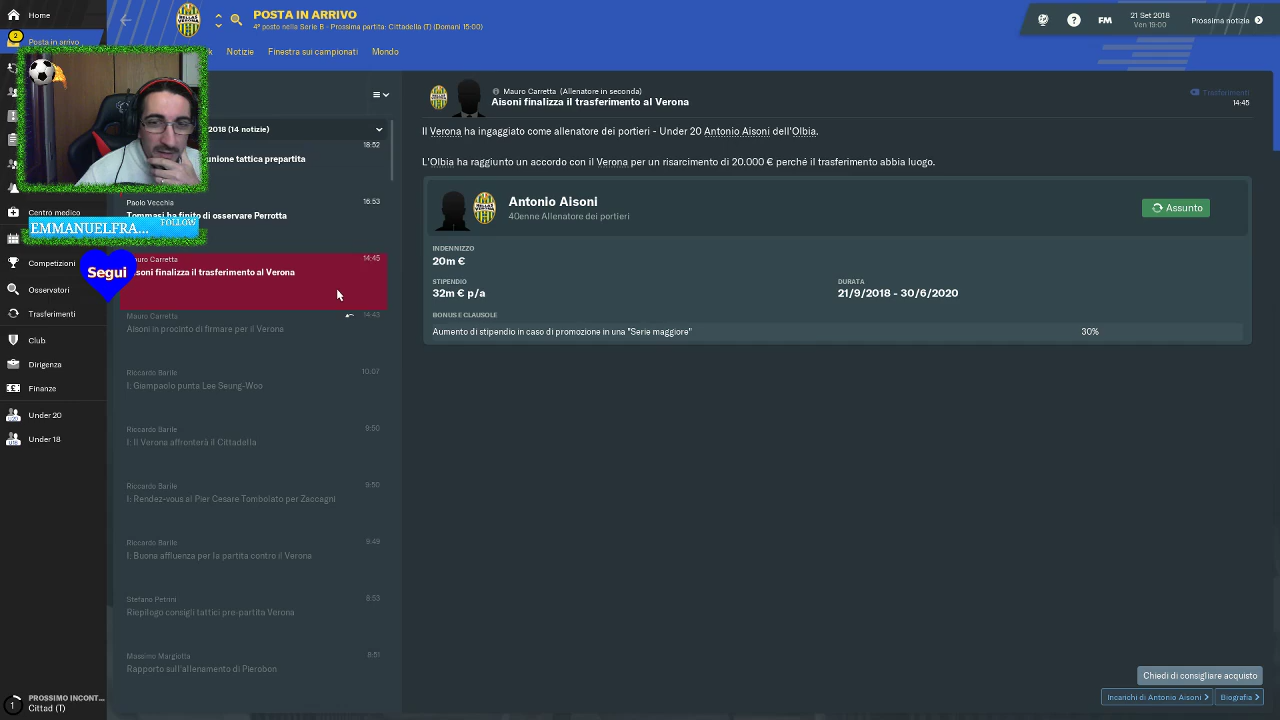 Home
POSTA IN ARRIVO
4° posto nella Serie B - Prossima partita: Cittadella (T) (Domani 15:00)
FM
21 Set 2018
Ven 19:00
Prossima notizia
2
Posta in arrivo
Notizie
Finestra sui campionati
Mondo
2018 (14 notizie)
18:52
unione tattica prepartita
Paolo Vecchia
16:53
Tommasi ha finito di osservare Perrotta
EMMANUELFRA...
FOLLOW
Segui
auro Carretta
14:45
soni finalizza il trasferimento al Verona
Mauro Carretta
14:43
Aisoni in procinto di firmare per il Verona
Riccardo Barile
10:07
I: Giampaolo punta Lee Seung-Woo
Riccardo Barile
9:50
I: Il Verona affronterà il Cittadella
Riccardo Barile
9:50
I: Rendez-vous al Pier Cesare Tombolato per Zaccagni
Riccardo Barile
8:49
I: Buona affluenza per la partita contro il Verona
Stefano Petrini
8:53
Riepilogo consigli tattici pre-partita Verona
Massimo Margiotta
8:51
Rapporto sull'allenamento di Pierobon
Centro medico
Competizioni
Osservatori
Trasferimenti
Club
Dirigenza
Finanze
Under 20
Under 18
1
PROSSIMO INCONT...
Cittad (T)
Mauro Carretta (Allenatore in seconda)
Aisoni finalizza il trasferimento al Verona
Trasferimenti
14:45
Il Verona ha ingaggiato come allenatore dei portieri - Under 20 Antonio Aisoni dell'Olbia.
L'Olbia ha raggiunto un accordo con il Verona per un risarcimento di 20.000 € perché il trasferimento abbia luogo.
Antonio Aisoni
40enne Allenatore dei portieri
Assunto
INDENNIZZO
20m €
STIPENDIO
32m € p/a
DURATA
21/9/2018 - 30/6/2020
BONUS E CLAUSOLE
Aumento di stipendio in caso di promozione in una "Serie maggiore"
30%
Chiedi di consigliare acquisto
Incarichi di Antonio Aisoni
Biografia